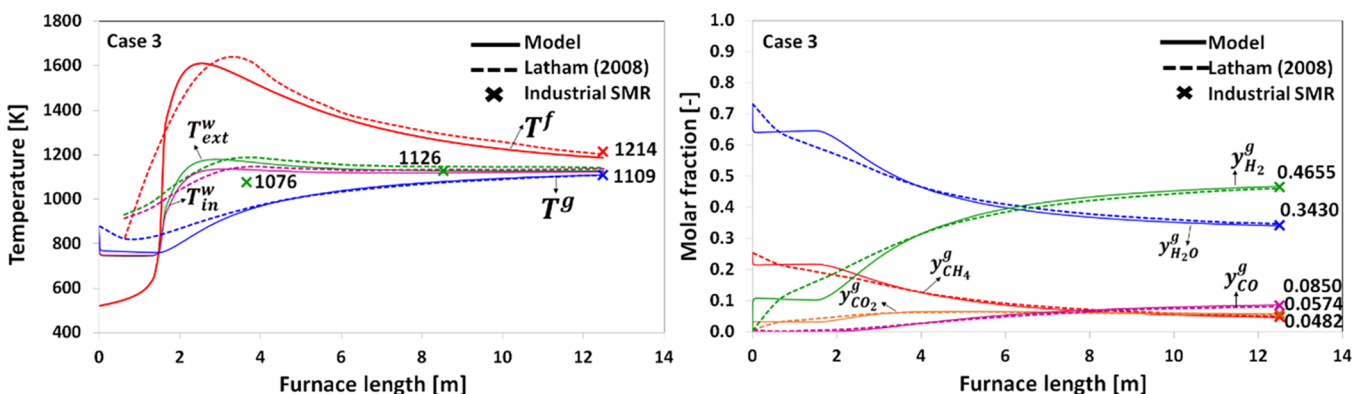 Case 3
Model
Latham (2008)
Industrial SMR
Temperature [K]
1800
1600
1400
1200
1000
800
600
400
T^w_ext
T^w_in
1076
1126
T^f
1214
1109
T^g
0 2 4 6 8 10 12 14
Furnace length [m]
Case 3
Model
Latham (2008)
Industrial SMR
Molar fraction [-]
1.0
0.9
0.8
0.7
0.6
0.5
0.4
0.3
0.2
0.1
0.0
y^g_H2
0.4655
0.3430
y^g_H2O
y^g_CH4
y^g_CO
y^g_CO2
0.0850
0.0574
0.0482
0 2 4 6 8 10 12 14
Furnace length [m]